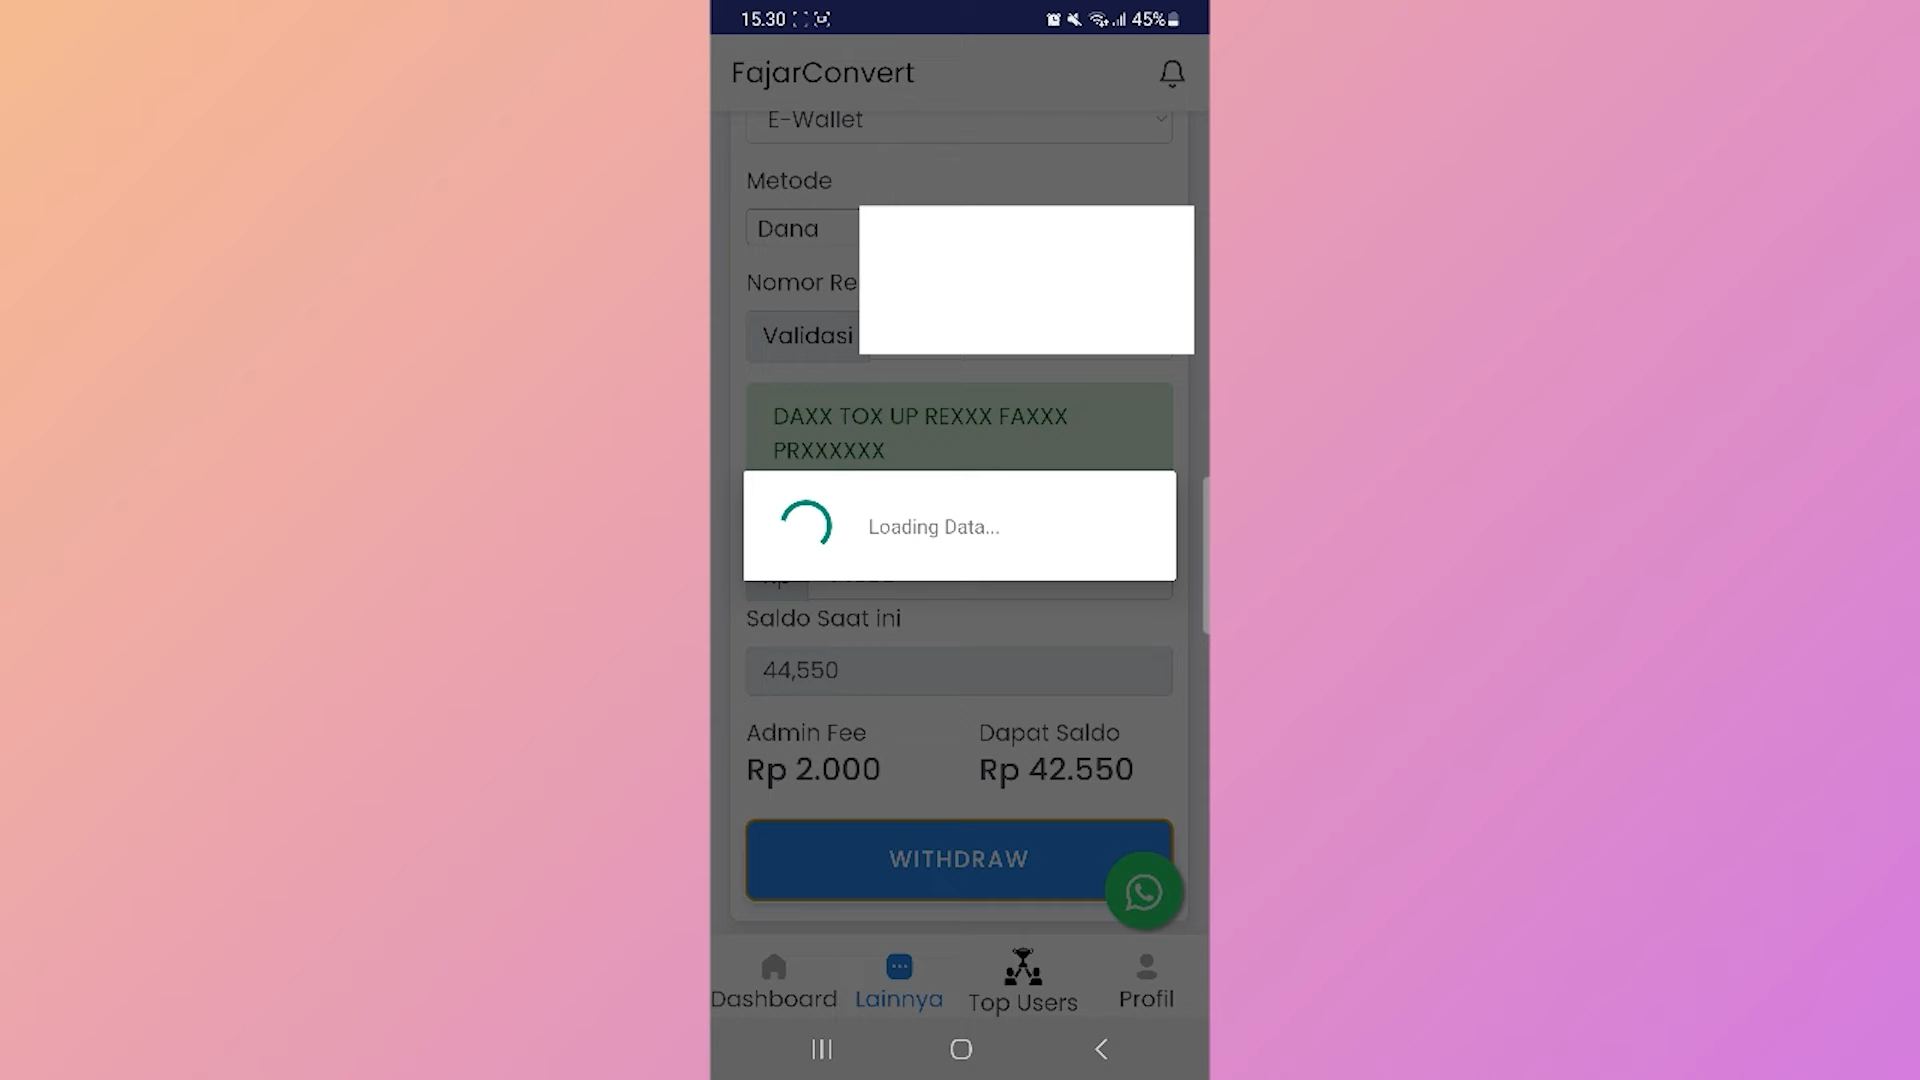 15.30 45%
FajarConvert
E-Wallet
Metode
Dana
Nomor Re
Validasi
DAXX TOX UP REXXX FAXXX
PRXXXXXX
Loading Data...
Saldo Saat ini
44,550
Admin Fee Dapat Saldo
Rp 2.000 Rp 42.550
WITHDRAW
Dashboard Lainnya Top Users Profil